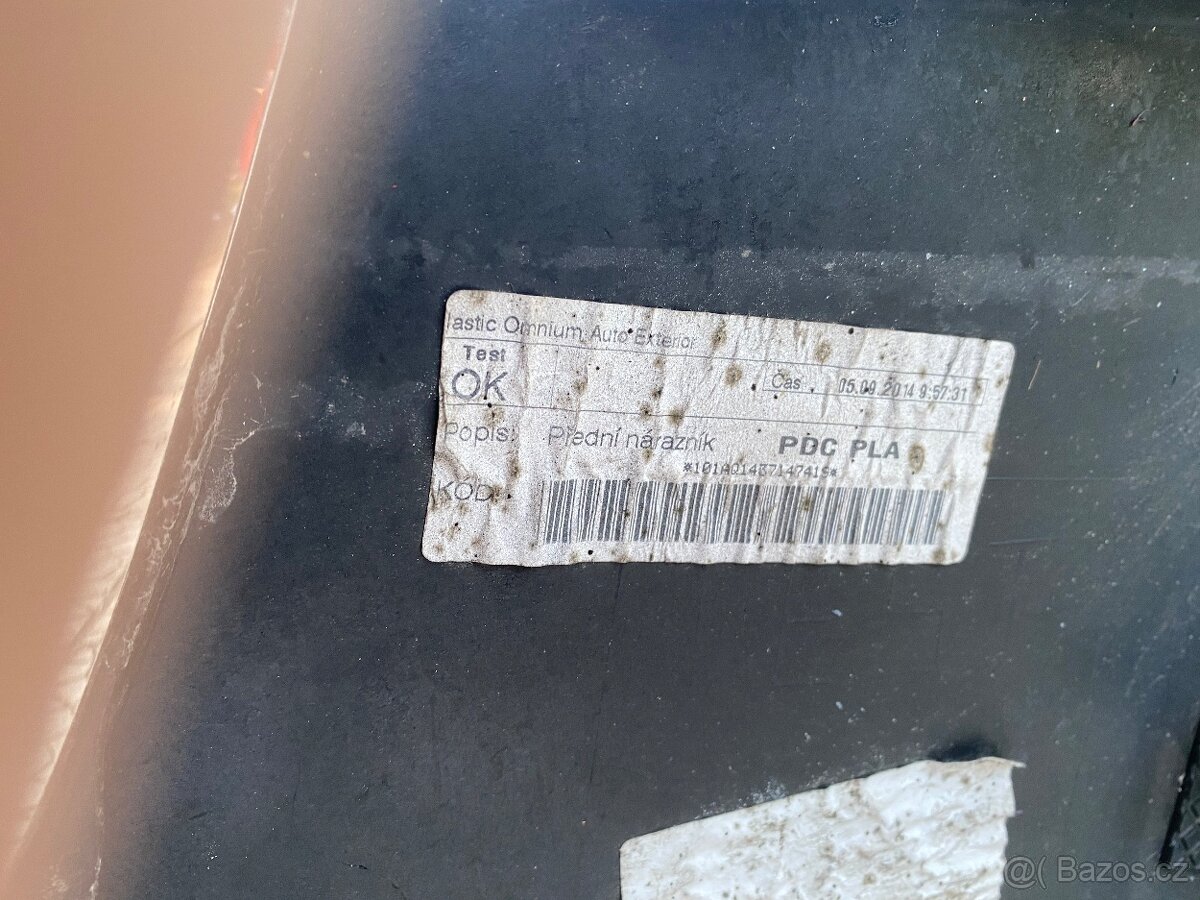 lastic Omnium Auto Exterior
Test
OK
Čas 05.09.2014 9:57:31
Popis: Přední nárazník PDC PLA
KÓD:
@( Bazos.cz